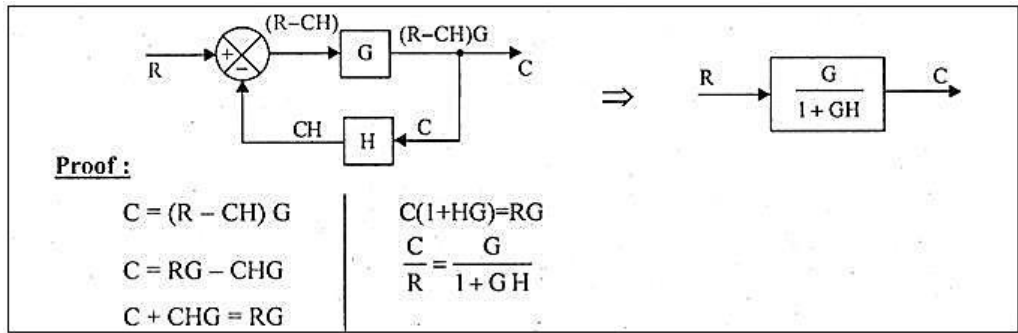 (R–CH)
(R–CH)G
R
+
−
G
C
⇒
R
G
1 + GH
C
CH
H
C
Proof :
C = (R – CH) G
C = RG – CHG
C + CHG = RG
C(1+HG)=RG
C/R = G/1 + G H